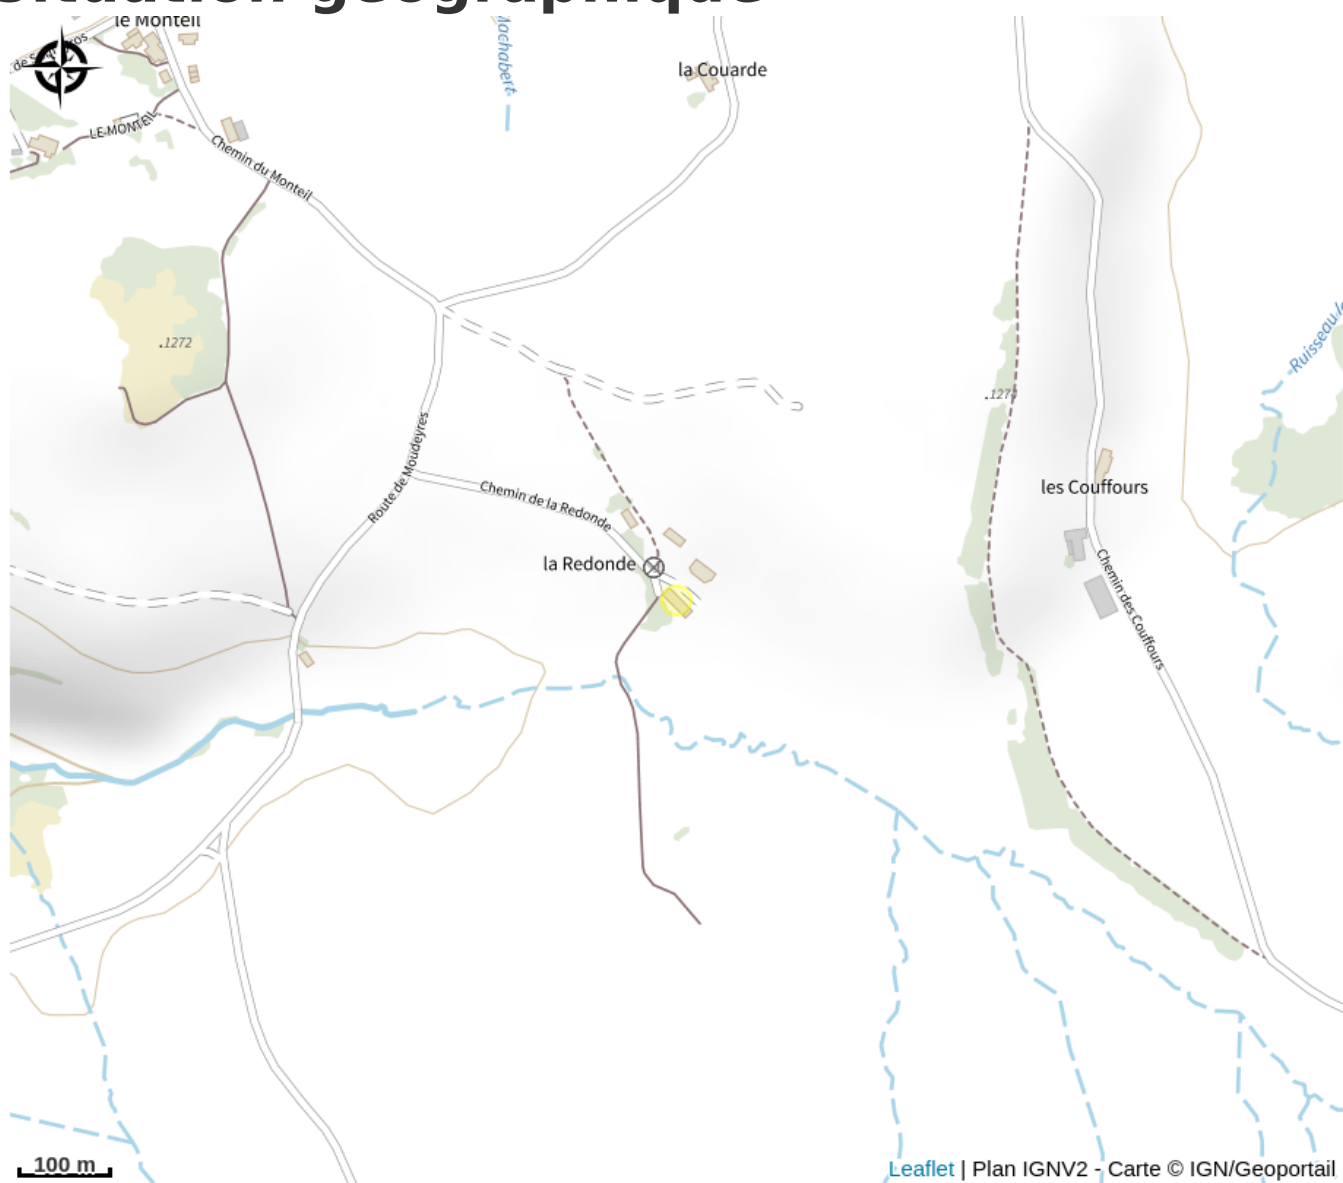 le Monteil
LE MONTEIL
Chemin du Monteil
Machabert
la Couarde
.1272
Route de Moudeyres
Chemin de la Redonde
la Redonde
les Couffours
Chemin des Couffours
100 m
Leaflet | Plan IGNV2 - Carte © IGN/Geoportail